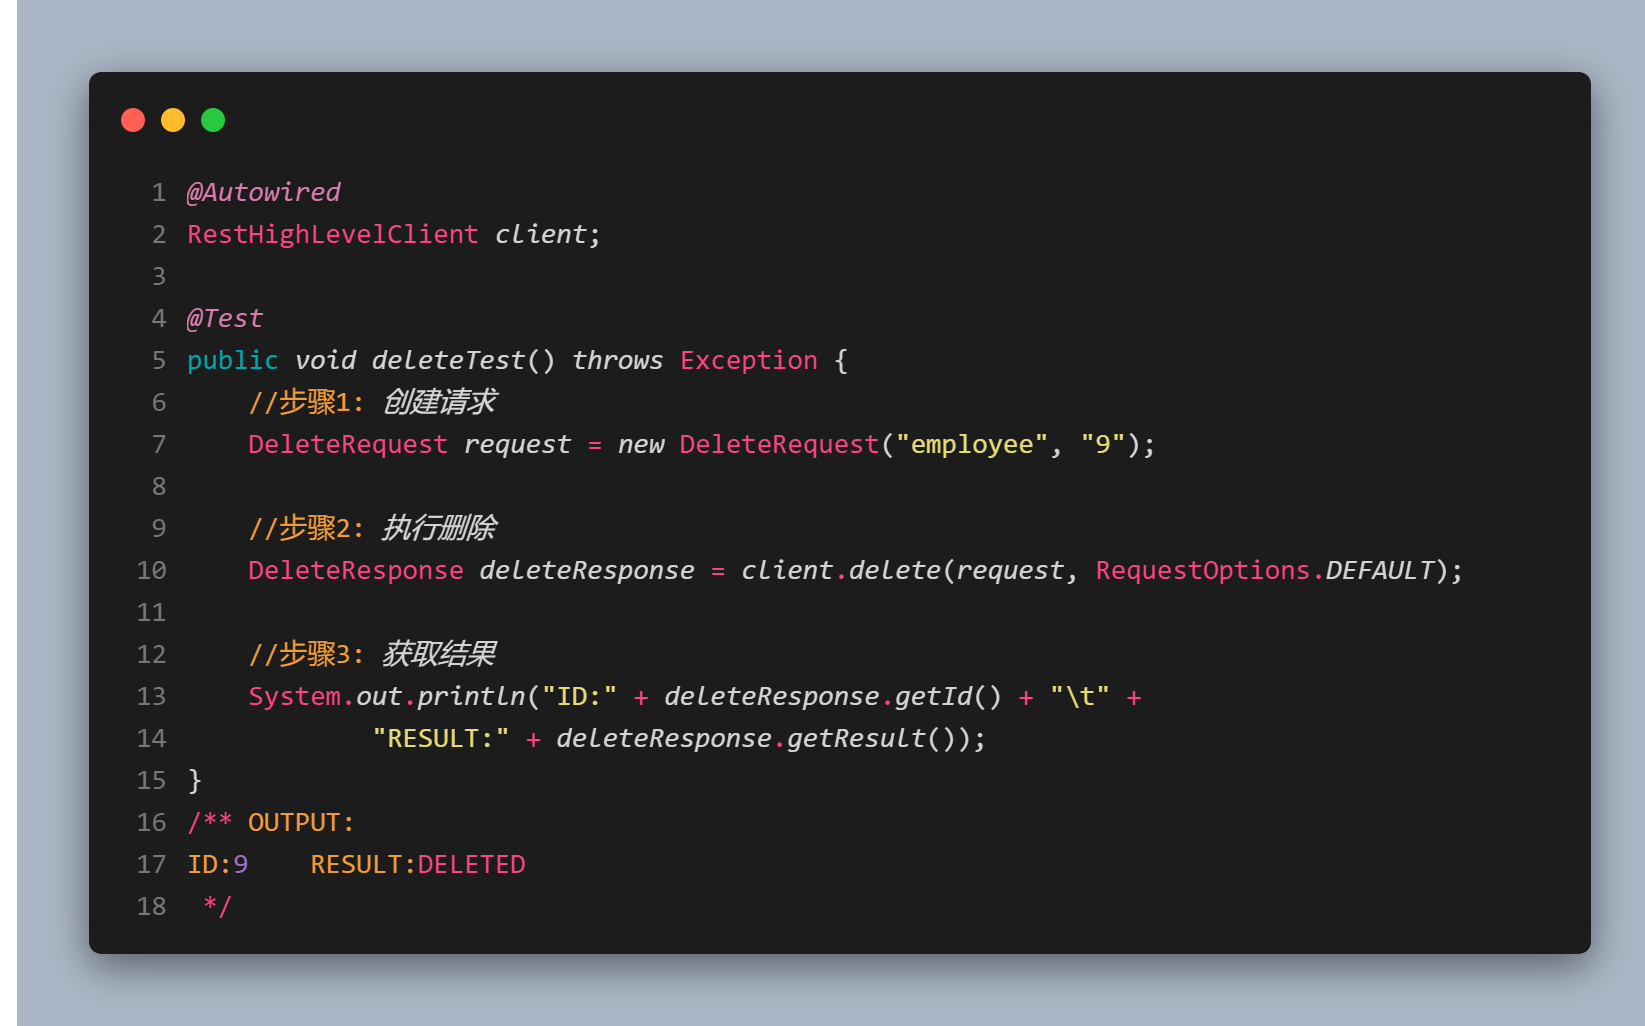 1 @Autowired
2 RestHighLevelClient client;
3
4 @Test
5 public void deleteTest() throws Exception {
6     //步骤1: 创建请求
7     DeleteRequest request = new DeleteRequest("employee", "9");
8
9     //步骤2: 执行删除
10     DeleteResponse deleteResponse = client.delete(request, RequestOptions.DEFAULT);
11
12     //步骤3: 获取结果
13     System.out.println("ID:" + deleteResponse.getId() + "\t" +
14             "RESULT:" + deleteResponse.getResult());
15 }
16 /** OUTPUT:
17 ID:9    RESULT:DELETED
18  */